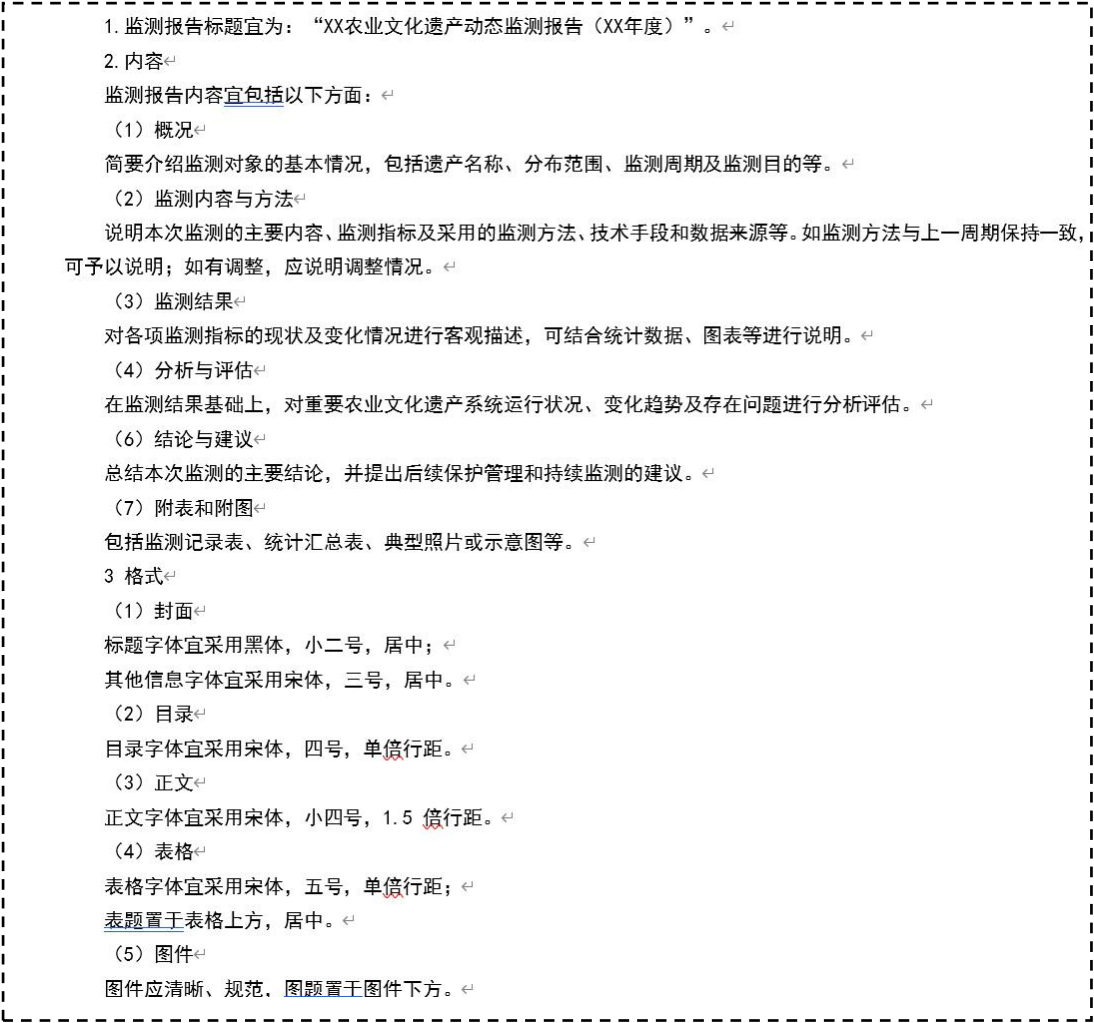 1.监测报告标题宜为：“XX农业文化遗产动态监测报告（XX年度）”。
2.内容
监测报告内容宜包括以下方面：
（1）概况
简要介绍监测对象的基本情况，包括遗产名称、分布范围、监测周期及监测目的等。
（2）监测内容与方法
说明本次监测的主要内容、监测指标及采用的监测方法、技术手段和数据来源等。如监测方法与上一周期保持一致，
可予以说明；如有调整，应说明调整情况。
（3）监测结果
对各项监测指标的现状及变化情况进行客观描述，可结合统计数据、图表等进行说明。
（4）分析与评估
在监测结果基础上，对重要农业文化遗产系统运行状况、变化趋势及存在问题进行分析评估。
（6）结论与建议
总结本次监测的主要结论，并提出后续保护管理和持续监测的建议。
（7）附表和附图
包括监测记录表、统计汇总表、典型照片或示意图等。
3 格式
（1）封面
标题字体宜采用黑体，小二号，居中；
其他信息字体宜采用宋体，三号，居中。
（2）目录
目录字体宜采用宋体，四号，单倍行距。
（3）正文
正文字体宜采用宋体，小四号，1.5 倍行距。
（4）表格
表格字体宜采用宋体，五号，单倍行距；
表题置于表格上方，居中。
（5）图件
图件应清晰、规范，图题置于图件下方。